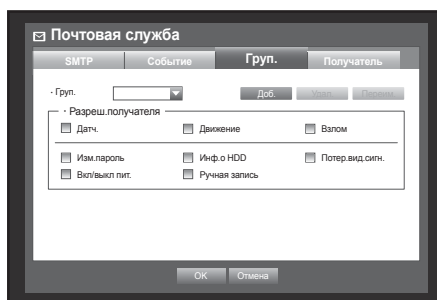 Почтовая служба
SMTP Событие Груп. Получатель
· Груп. Доб. Удал. Переим.
· Разреш.получателя
Датч. Движение Взлом
Изм.пароль Инф.о HDD Потер.вид.сигн.
Вкл/выкл пит. Ручная запись
OK Отмена